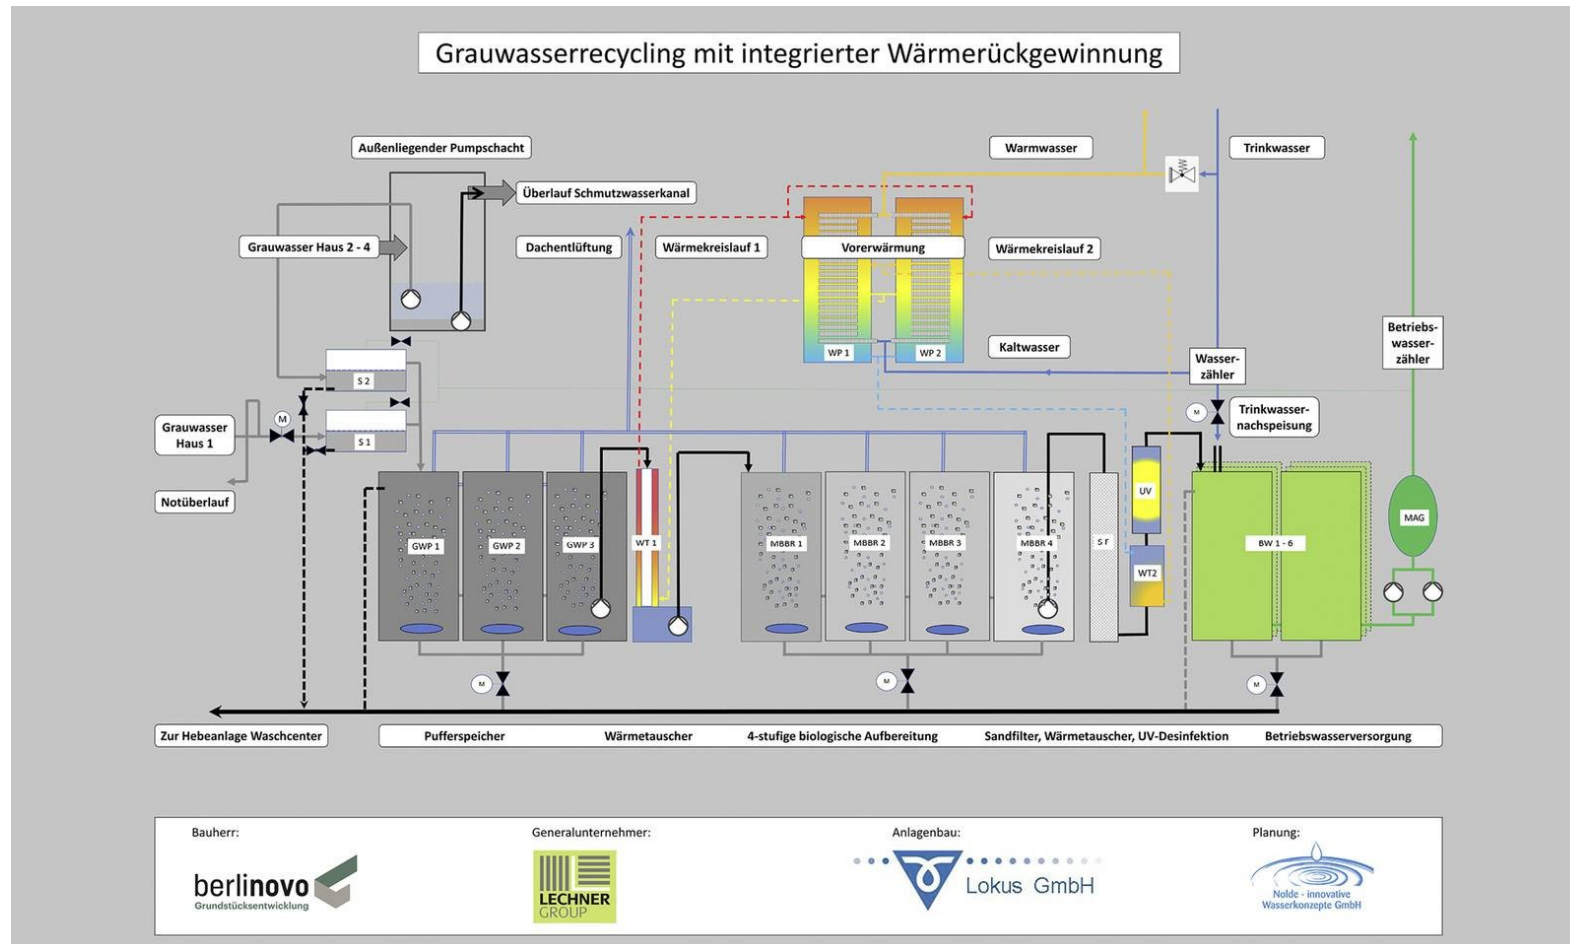 Grauwasserrecycling mit integrierter Wärmerückgewinnung
Außenliegender Pumpschacht
Warmwasser
Trinkwasser
Überlauf Schmutzwasserkanal
Grauwasser Haus 2 - 4
Dachentlüftung
Wärmekreislauf 1
Vorerwärmung
Wärmekreislauf 2
WP 1
WP 2
Kaltwasser
Wasser-
zähler
Betriebs-
wasser-
zähler
S 2
M
S 1
Grauwasser
Haus 1
M
Trinkwasser-
nachspeisung
Notüberlauf
GWP 1
GWP 2
GWP 3
WT 1
MBBR 1
MBBR 2
MBBR 3
MBBR 4
S F
UV
WT2
BW 1 - 6
MAG
M
M
M
Zur Hebeanlage Waschcenter
Pufferspeicher
Wärmetauscher
4-stufige biologische Aufbereitung
Sandfilter, Wärmetauscher, UV-Desinfektion
Betriebswasserversorgung
Bauherr:
berlinovo
Grundstücksentwicklung
Generalunternehmer:
LECHNER
GROUP
Anlagenbau:
Lokus GmbH
Planung:
Nolde - innovative
Wasserkonzepte GmbH